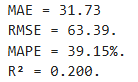 MAE = 31.73
RMSE = 63.39.
MAPE = 39.15%.
R² = 0.200.